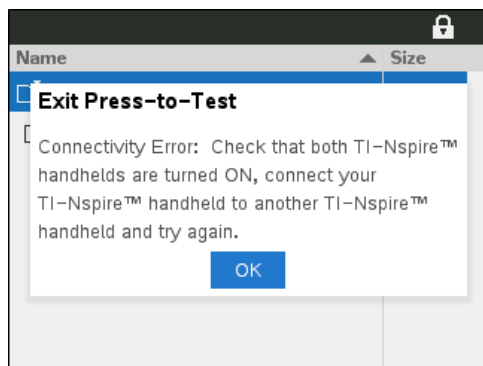 Name Size
Exit Press-to-Test
Connectivity Error: Check that both TI-Nspire™
handhelds are turned ON, connect your
TI-Nspire™ handheld to another TI-Nspire™
handheld and try again.
OK